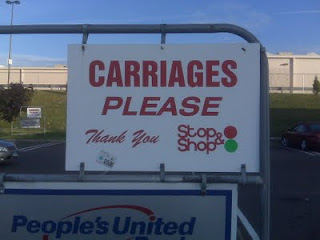 CARRIAGES
PLEASE
Thank You Stop &
Shop
People's United